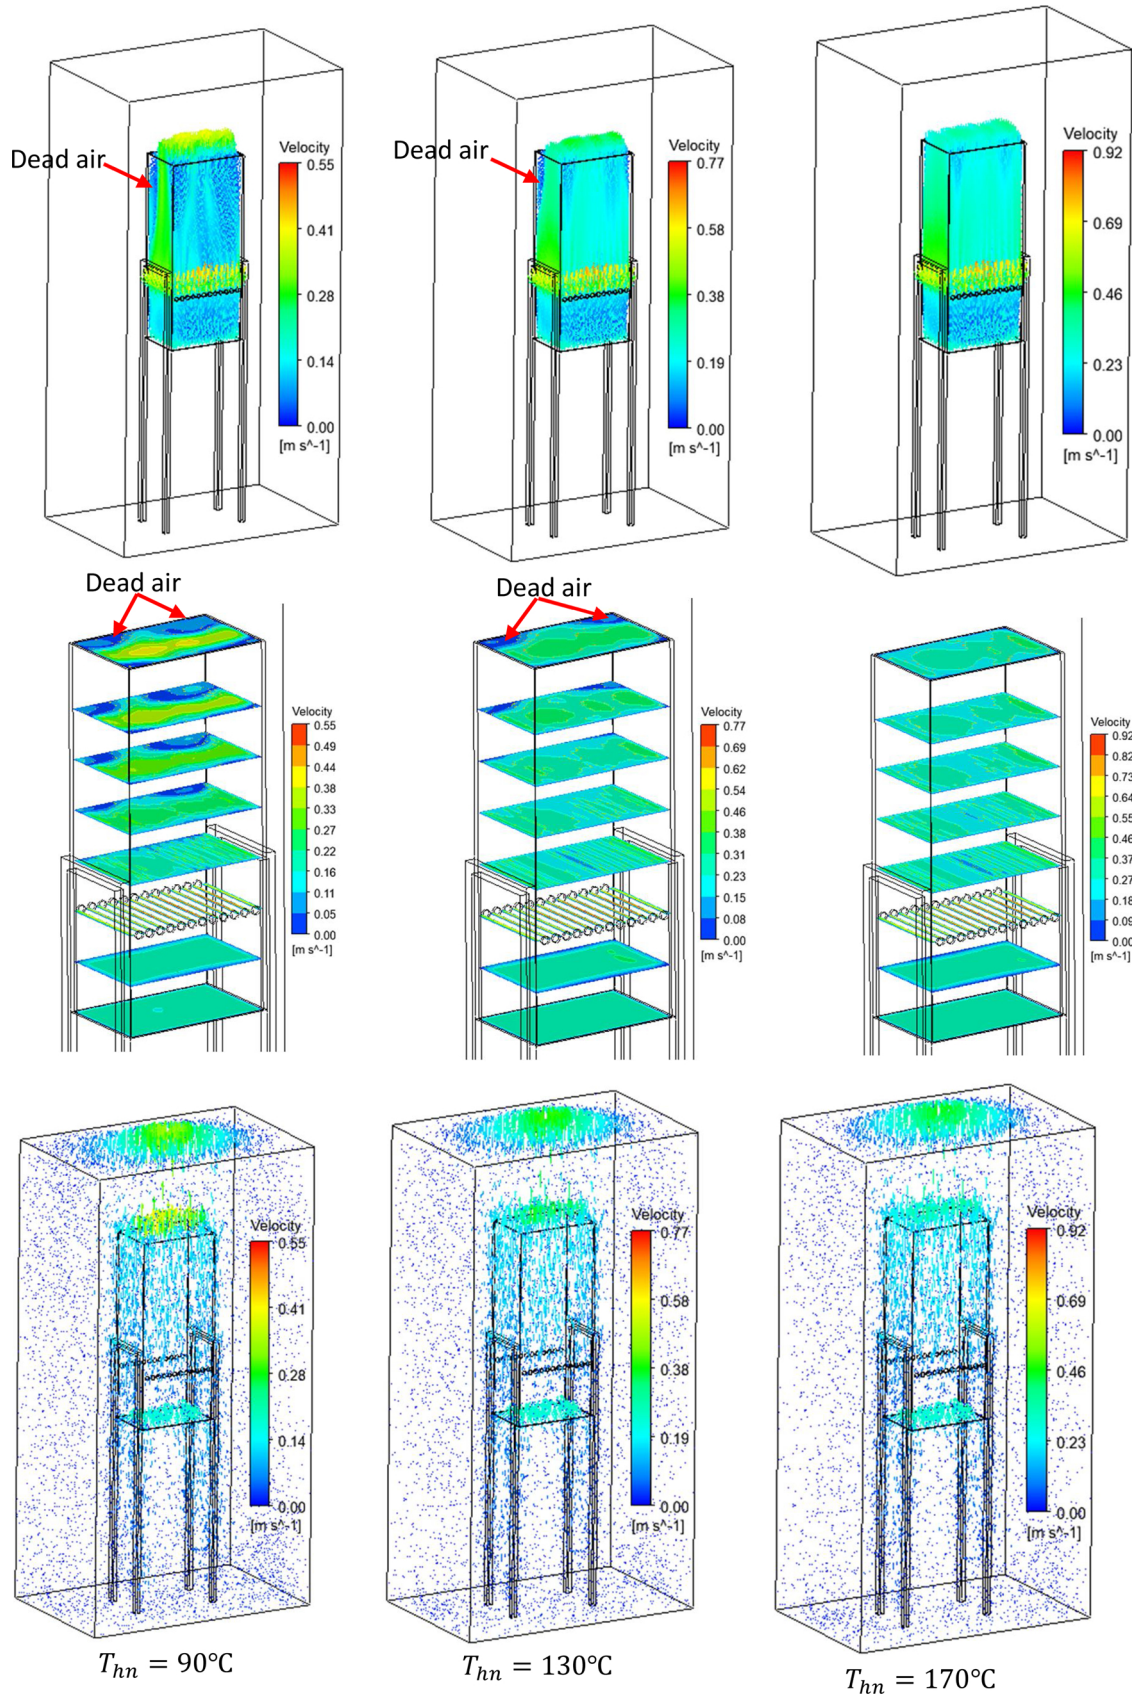 Dead air
Velocity
0.55
0.41
0.28
0.14
0.00
[m s^-1]
Dead air
Velocity
0.77
0.58
0.38
0.19
0.00
[m s^-1]
Velocity
0.92
0.69
0.46
0.23
0.00
[m s^-1]
Dead air
Velocity
0.55
0.49
0.44
0.38
0.33
0.27
0.22
0.16
0.11
0.05
0.00
[m s^-1]
Dead air
Velocity
0.77
0.69
0.62
0.54
0.46
0.38
0.31
0.23
0.15
0.08
0.00
[m s^-1]
Velocity
0.92
0.82
0.73
0.64
0.55
0.46
0.37
0.27
0.18
0.09
0.00
[m s^-1]
Velocity
0.55
0.41
0.28
0.14
0.00
[m s^-1]
Velocity
0.77
0.58
0.38
0.19
0.00
[m s^-1]
Velocity
0.92
0.69
0.46
0.23
0.00
[m s^-1]
T_hn = 90°C
T_hn = 130°C
T_hn = 170°C